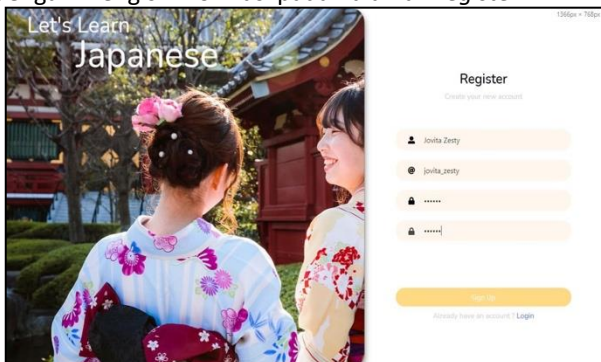 Let's Learn
Japanese
1366px × 768px
Register
Create your new account
Jovita Zesty
jovita_zesty
••••••
••••••
Sign Up
Already have an account ? Login